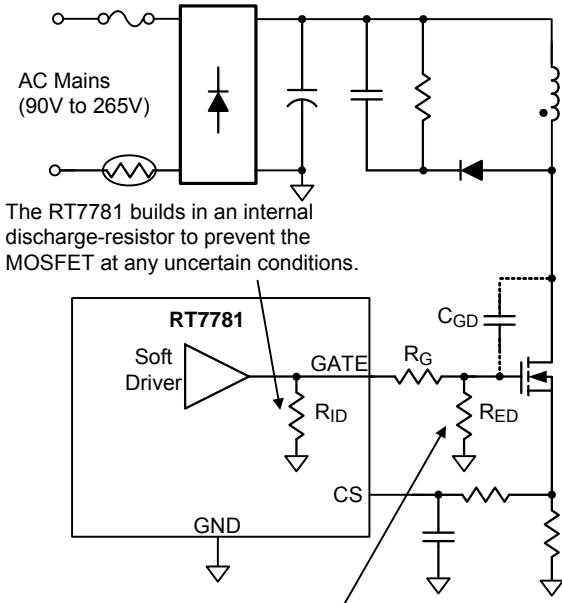 AC Mains
(90V to 265V)
The RT7781 builds in an internal
discharge-resistor to prevent the
MOSFET at any uncertain conditions.
RT7781
Soft
Driver
GATE
RID
RG
CGD
RED
CS
GND